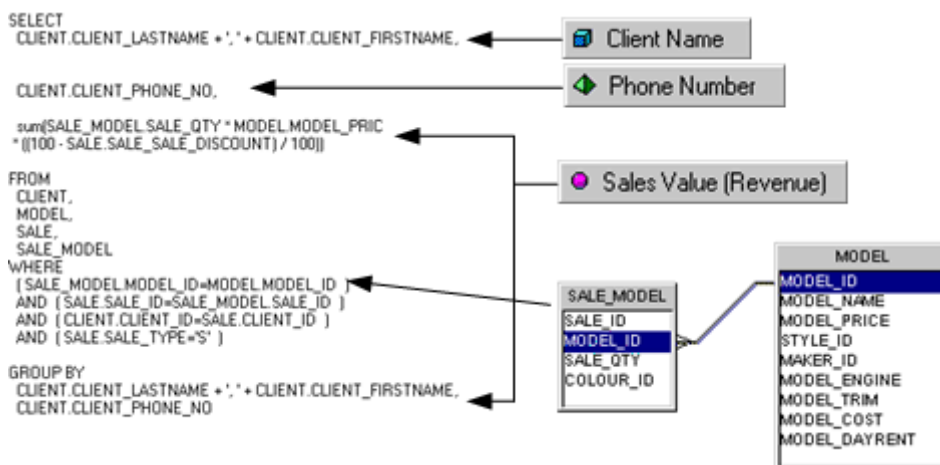 SELECT
CLIENT.CLIENT_LASTNAME + ', ' + CLIENT.CLIENT_FIRSTNAME,
CLIENT.CLIENT_PHONE_NO,
sum(SALE_MODEL.SALE_QTY * MODEL.MODEL_PRIC
* ((100 - SALE.SALE_SALE_DISCOUNT) / 100))
FROM
CLIENT,
MODEL,
SALE,
SALE_MODEL
WHERE
( SALE_MODEL.MODEL_ID=MODEL.MODEL_ID )
AND ( SALE.SALE_ID=SALE_MODEL.SALE_ID )
AND ( CLIENT.CLIENT_ID=SALE.CLIENT_ID )
AND ( SALE.SALE_TYPE='S' )
GROUP BY
CLIENT.CLIENT_LASTNAME + ', ' + CLIENT.CLIENT_FIRSTNAME,
CLIENT.CLIENT_PHONE_NO
Client Name
Phone Number
Sales Value (Revenue)
SALE_MODEL
SALE_ID
MODEL_ID
SALE_QTY
COLOUR_ID
MODEL
MODEL_ID
MODEL_NAME
MODEL_PRICE
STYLE_ID
MAKER_ID
MODEL_ENGINE
MODEL_TRIM
MODEL_COST
MODEL_DAYRENT